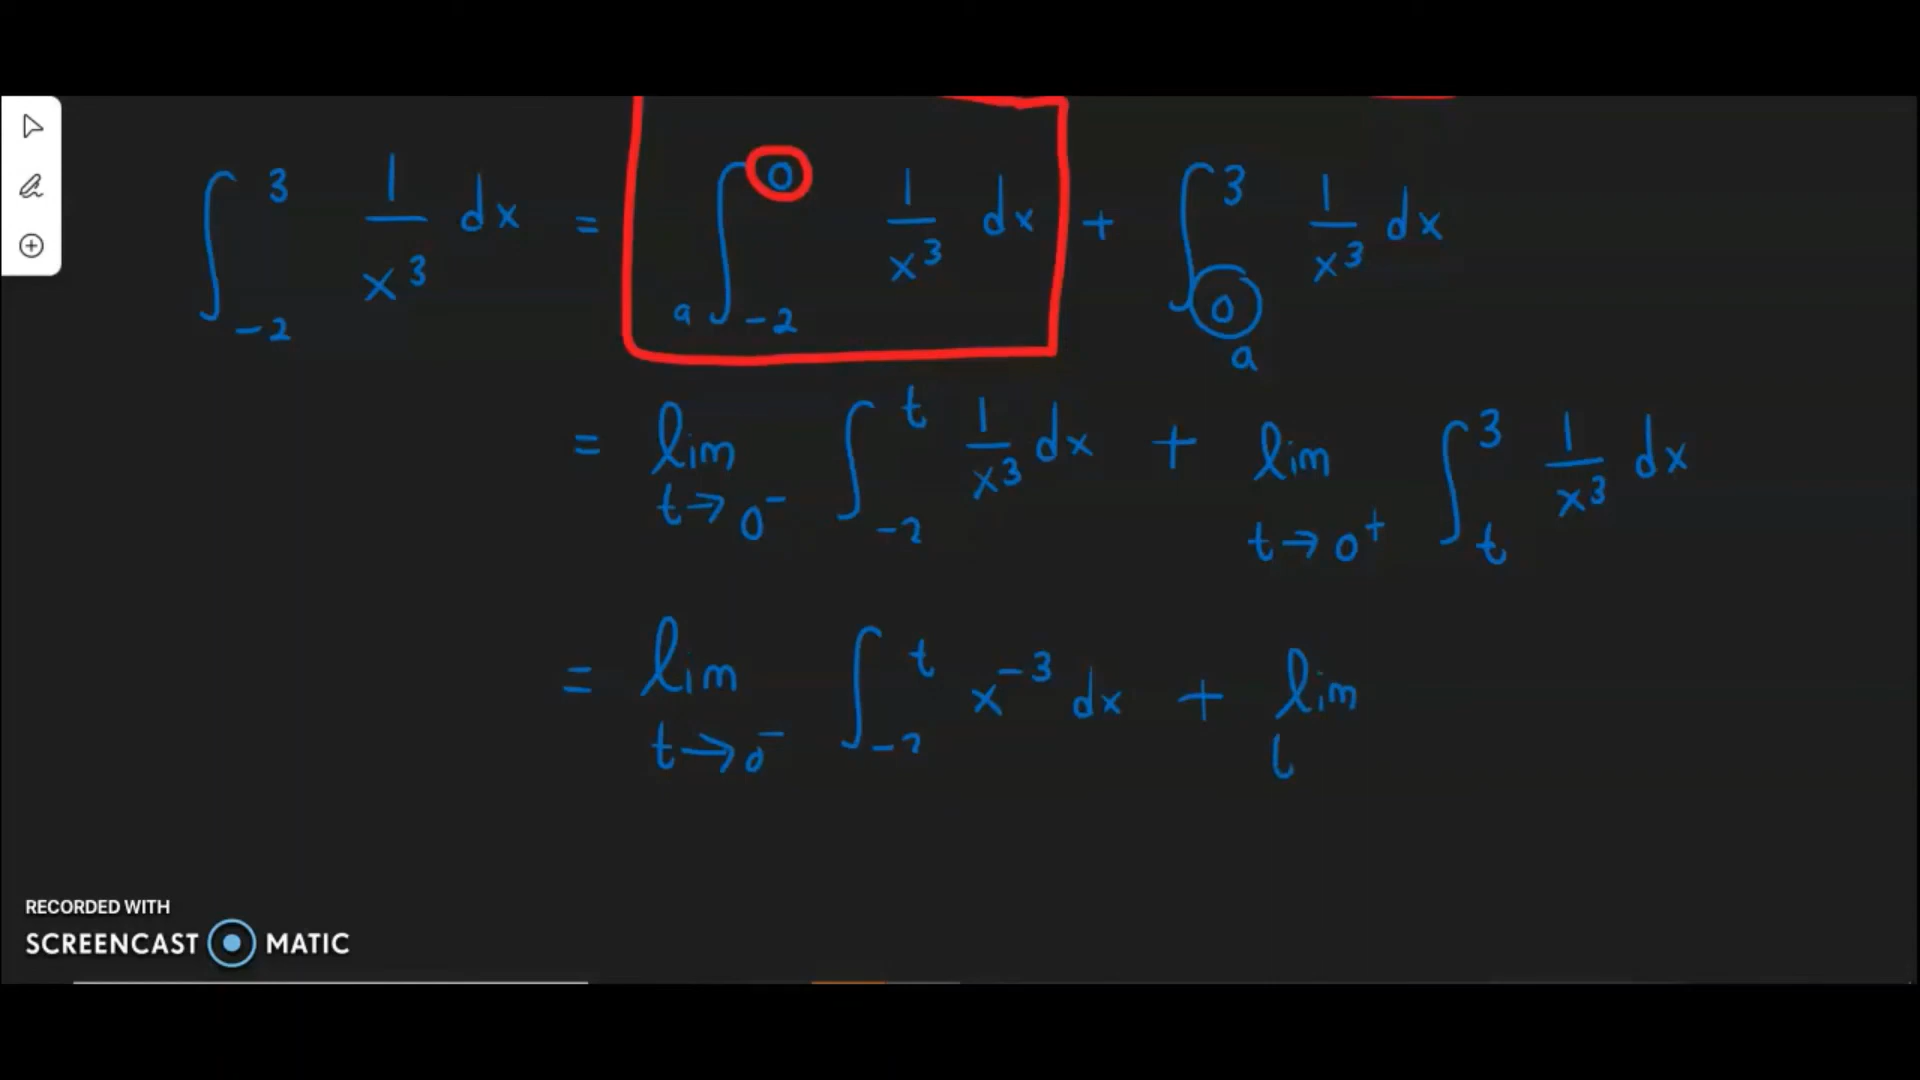 ∫_{-2}^{3} 1/x³ dx = a ∫_{-2}^{0} 1/x³ dx + ∫_{0}^{3} 1/x³ dx
a
= lim_{t→0⁻} ∫_{-2}^{t} 1/x³ dx + lim_{t→0⁺} ∫_{t}^{3} 1/x³ dx
= lim_{t→0⁻} ∫_{-2}^{t} x⁻³ dx + lim
RECORDED WITH
SCREENCAST MATIC